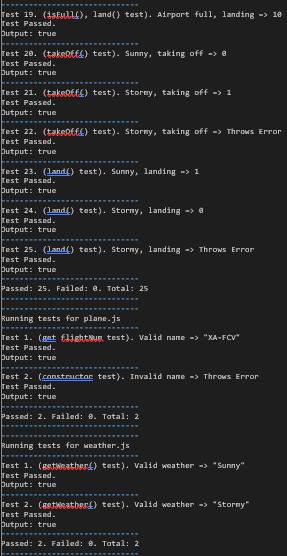 --------------------------------
Test 19. (isFull(), land() test). Airport full, landing => 10
Test Passed.
Output: true
--------------------------------
Test 20. (takeOff() test). Sunny, taking off => 0
Test Passed.
Output: true
--------------------------------
Test 21. (takeOff() test). Stormy, taking off => 1
Test Passed.
Output: true
--------------------------------
Test 22. (takeOff() test). Stormy, taking off => Throws Error
Test Passed.
Output: true
--------------------------------
Test 23. (land() test). Sunny, landing => 1
Test Passed.
Output: true
--------------------------------
Test 24. (land() test). Stormy, landing => 0
Test Passed.
Output: true
--------------------------------
Test 25. (land() test). Stormy, landing => Throws Error
Test Passed.
Output: true
--------------------------------
Passed: 25. Failed: 0. Total: 25
--------------------------------
--------------------------------
Running tests for plane.js
--------------------------------
Test 1. (get flightNum test). Valid name => "XA-FCV"
Test Passed.
Output: true
--------------------------------
Test 2. (constructor test). Invalid name => Throws Error
Test Passed.
Output: true
--------------------------------
Passed: 2. Failed: 0. Total: 2
--------------------------------
--------------------------------
Running tests for weather.js
--------------------------------
Test 1. (getWeather() test). Valid weather => "Sunny"
Test Passed.
Output: true
--------------------------------
Test 2. (getWeather() test). Valid weather => "Stormy"
Test Passed.
Output: true
--------------------------------
Passed: 2. Failed: 0. Total: 2
--------------------------------